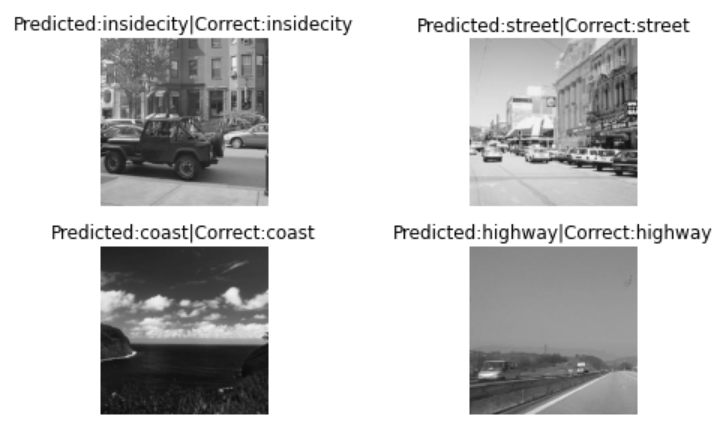 Predicted:insidecity|Correct:insidecity
Predicted:street|Correct:street
Predicted:coast|Correct:coast
Predicted:highway|Correct:highway